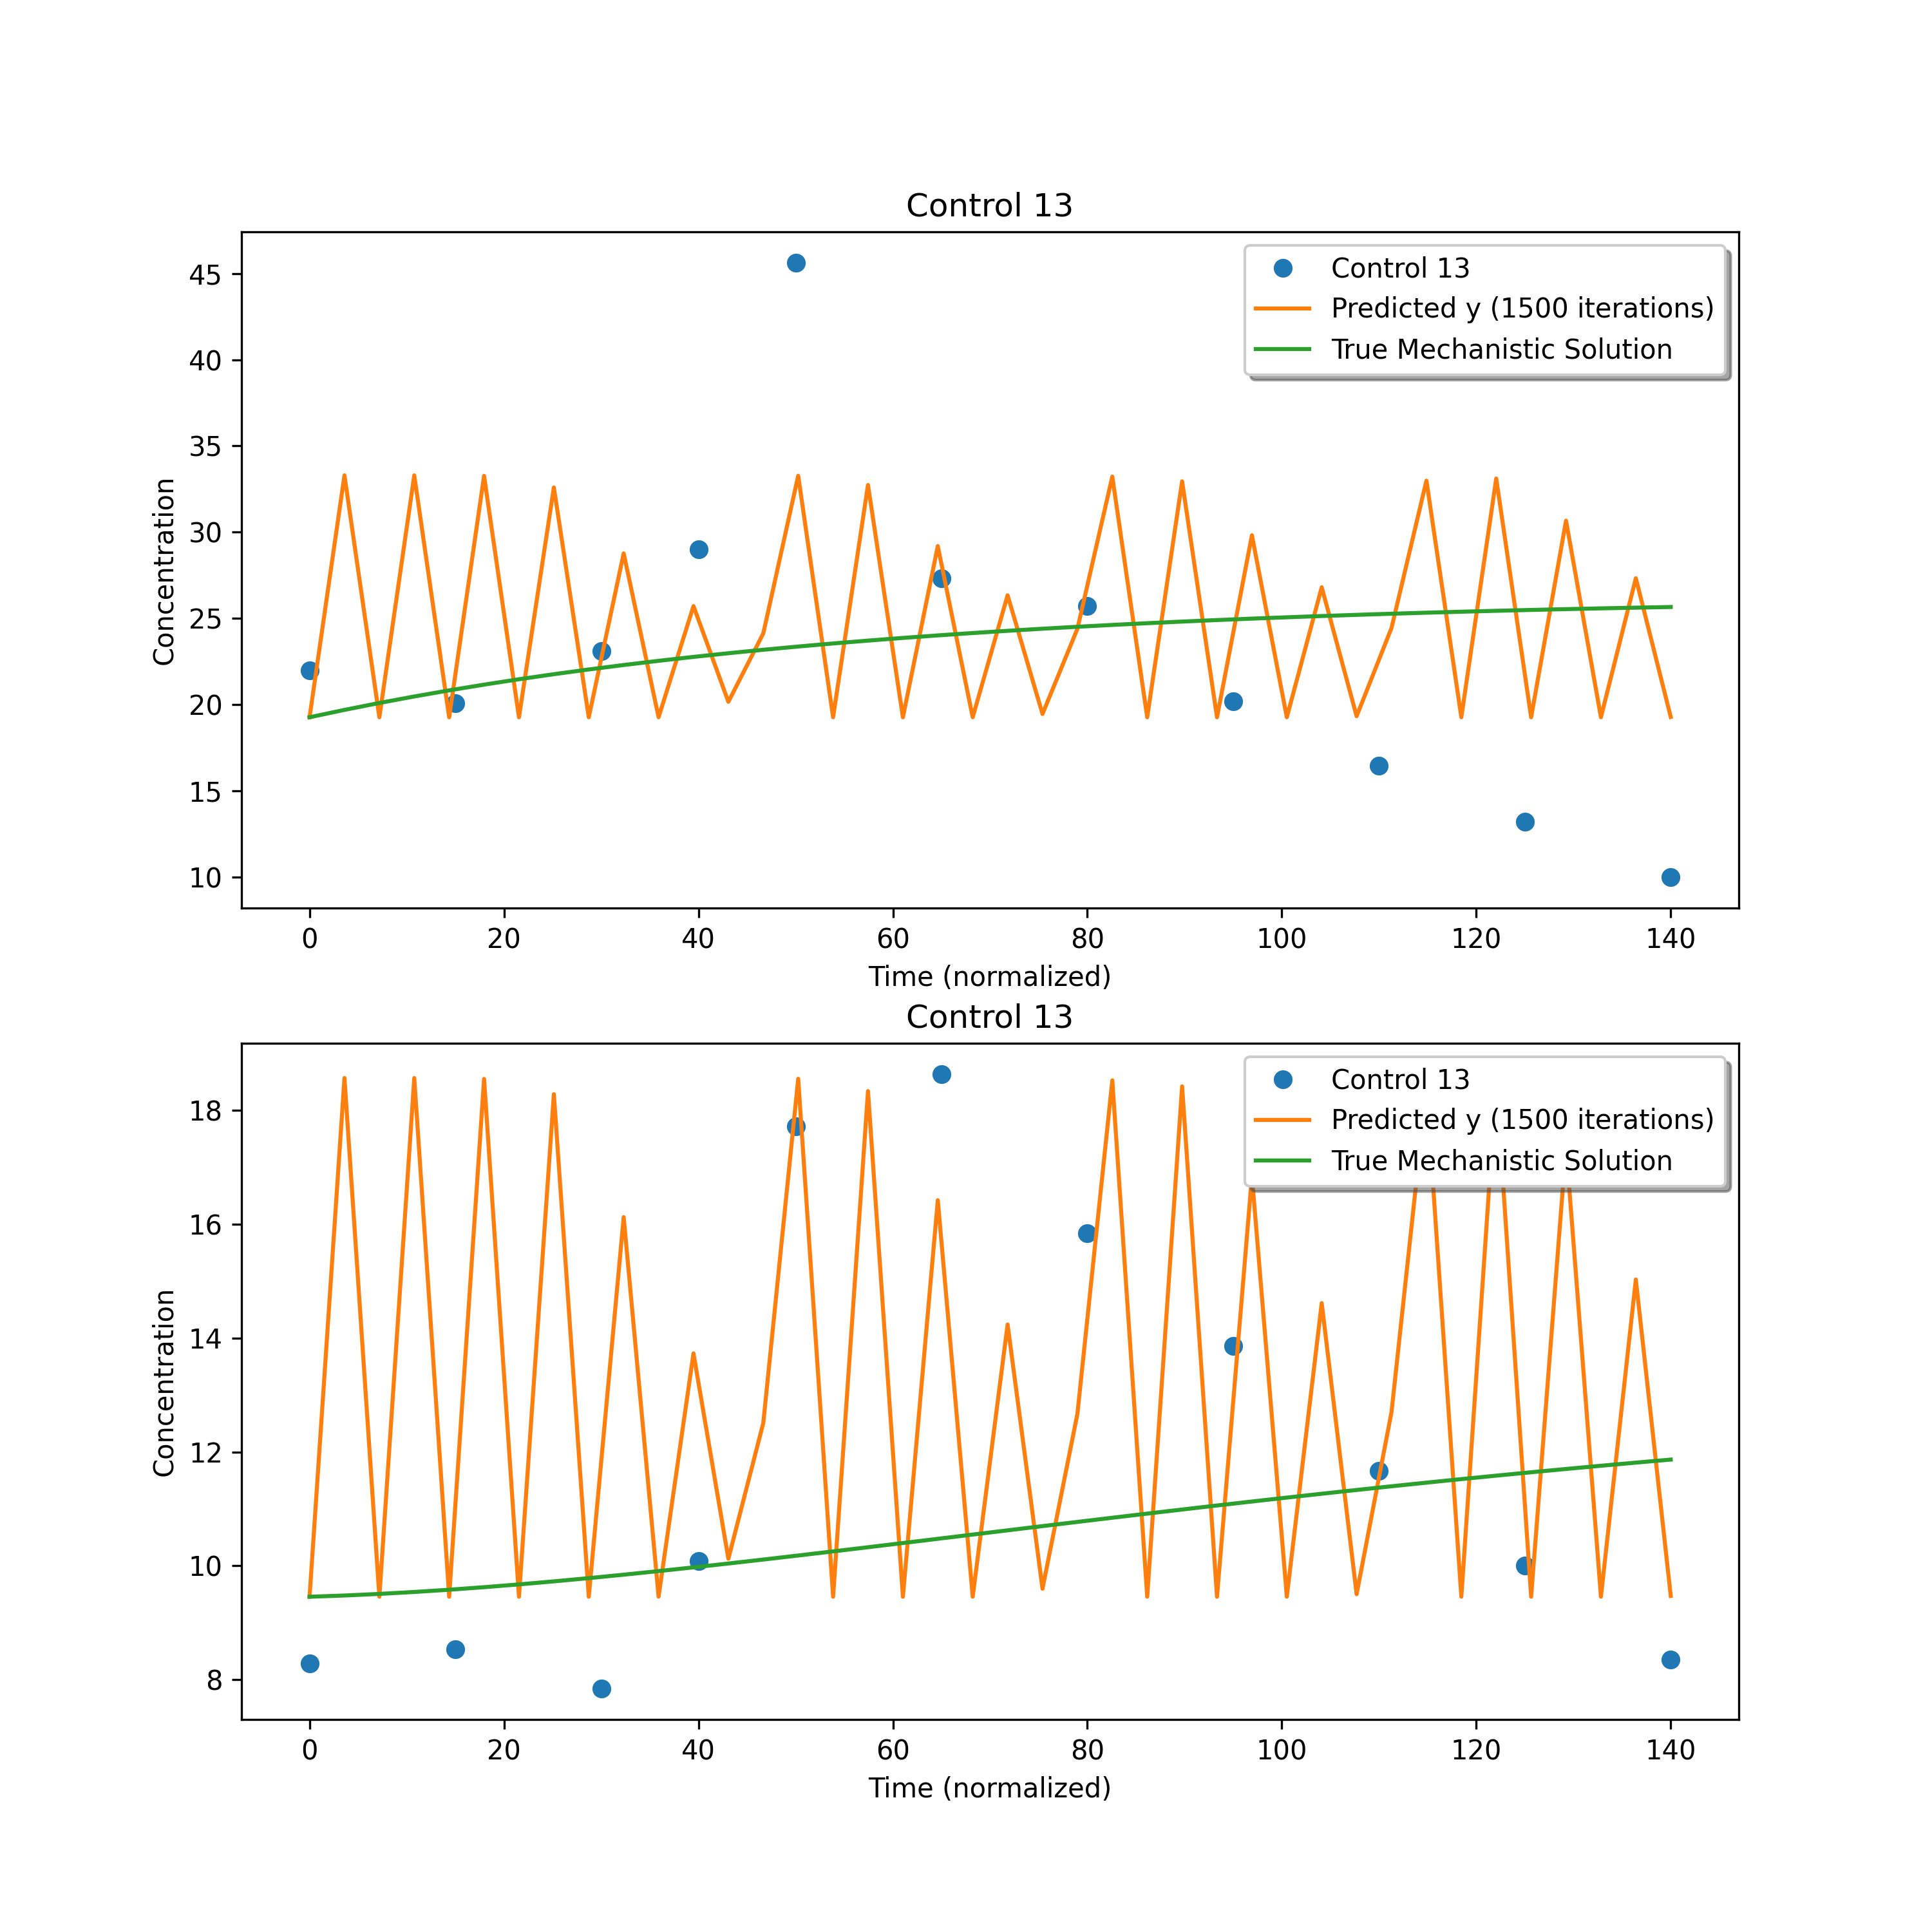 Control 13
45
40
35
30
25
20
15
10
Concentration
Control 13
Predicted y (1500 iterations)
True Mechanistic Solution
0 20 40 60 80 100 120 140
Time (normalized)
Control 13
18
16
14
12
10
8
Concentration
Control 13
Predicted y (1500 iterations)
True Mechanistic Solution
0 20 40 60 80 100 120 140
Time (normalized)